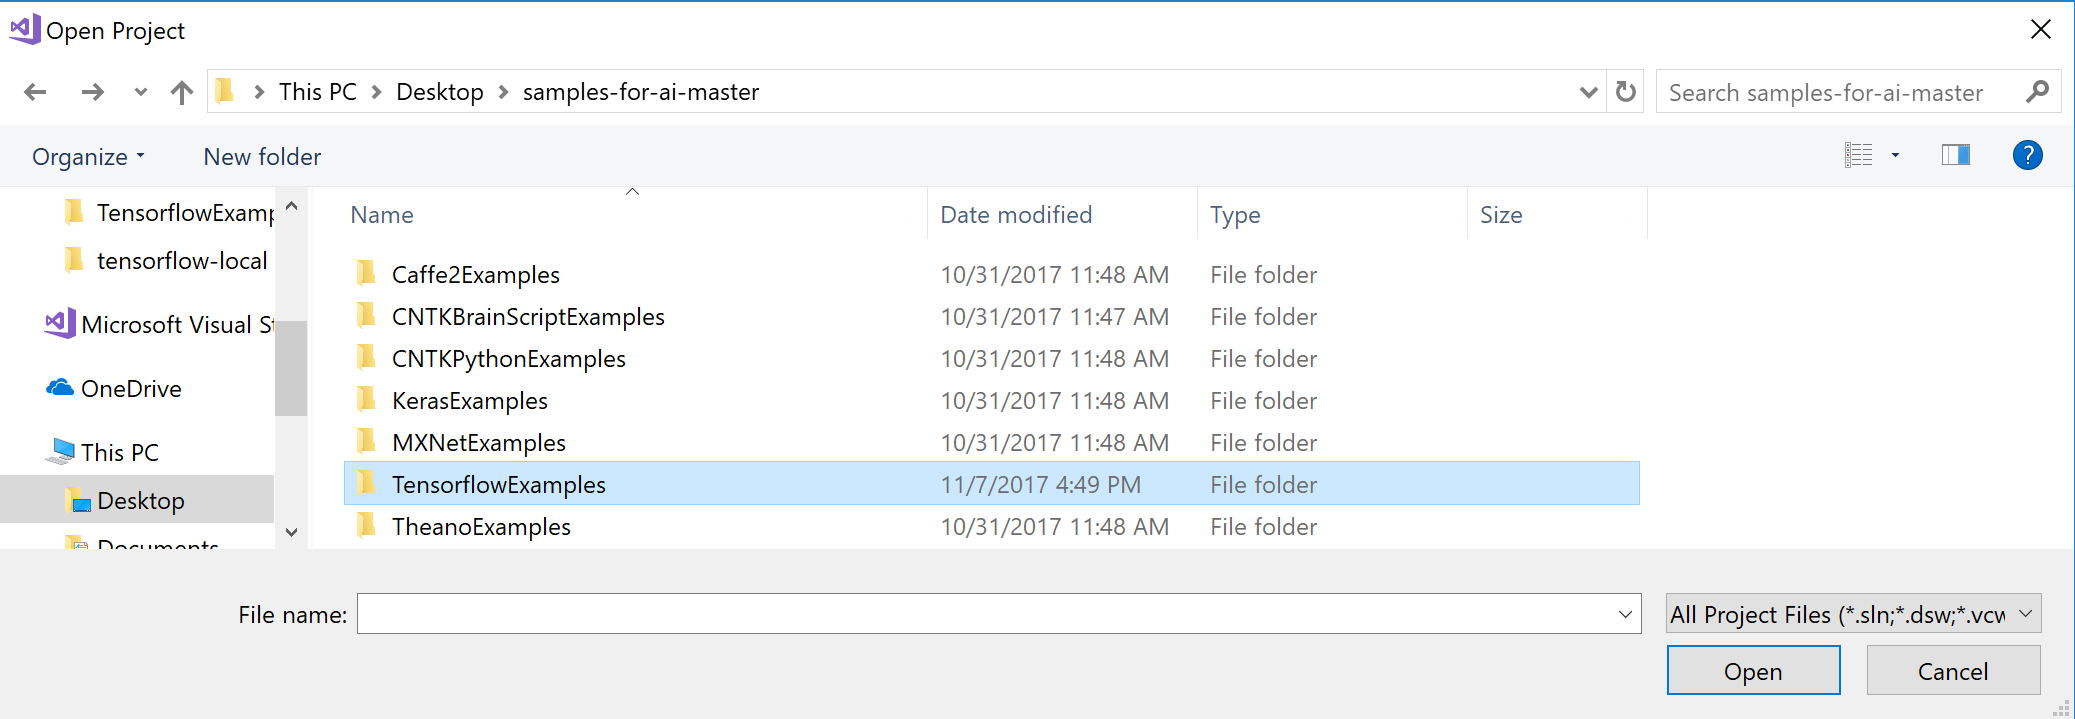 Open Project
This PC Desktop samples-for-ai-master Search samples-for-ai-master
Organize New folder ?
TensorflowExamp
tensorflow-local
Microsoft Visual St
OneDrive
This PC
Desktop
Documents
Name Date modified Type Size
Caffe2Examples 10/31/2017 11:48 AM File folder
CNTKBrainScriptExamples 10/31/2017 11:47 AM File folder
CNTKPythonExamples 10/31/2017 11:48 AM File folder
KerasExamples 10/31/2017 11:48 AM File folder
MXNetExamples 10/31/2017 11:48 AM File folder
TensorflowExamples 11/7/2017 4:49 PM File folder
TheanoExamples 10/31/2017 11:48 AM File folder
File name: All Project Files (*.sln;*.dsw;*.vcw
Open Cancel